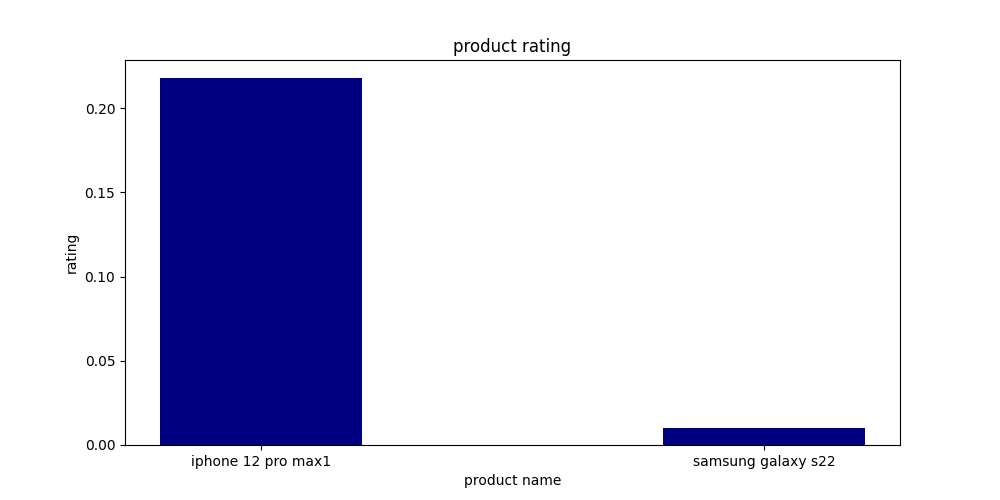 product rating
0.20
0.15
0.10
0.05
0.00
rating
iphone 12 pro max1 samsung galaxy s22
product name